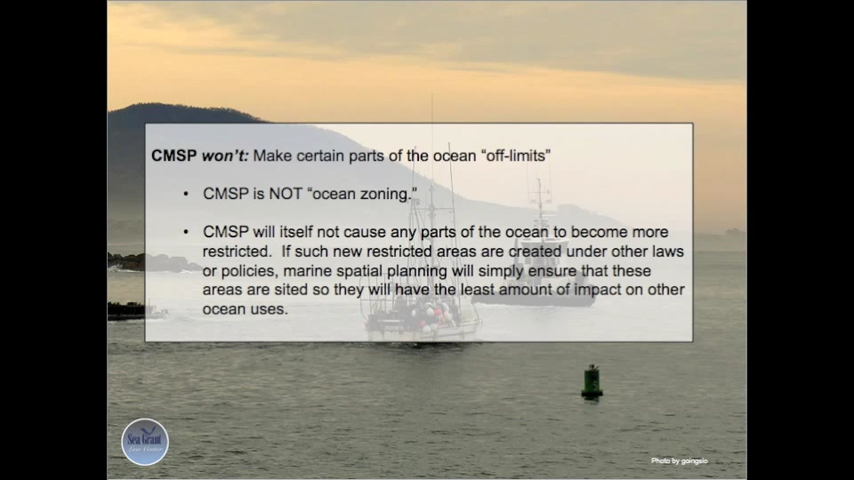 CMSP won't: Make certain parts of the ocean “off-limits”
• CMSP is NOT “ocean zoning.”
• CMSP will itself not cause any parts of the ocean to become more
restricted. If such new restricted areas are created under other laws
or policies, marine spatial planning will simply ensure that these
areas are sited so they will have the least amount of impact on other
ocean uses.
Sea Grant
Photo by goingslo